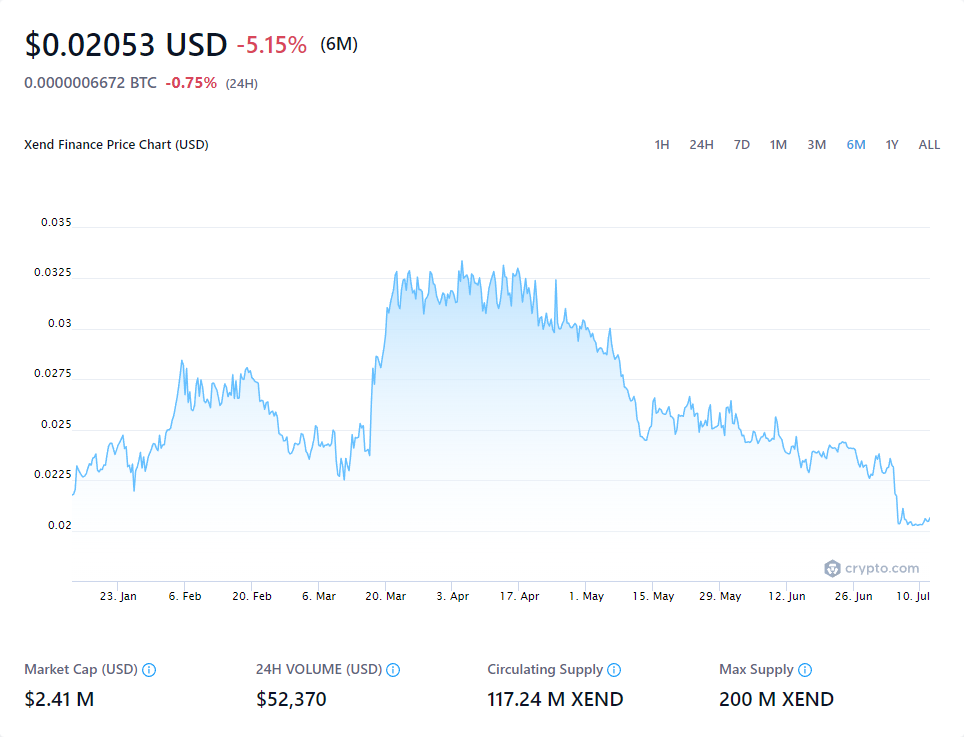 $0.02053 USD -5.15% (6M)
0.0000006672 BTC -0.75% (24H)
Xend Finance Price Chart (USD) 1H 24H 7D 1M 3M 6M 1Y ALL
0.035
0.0325
0.03
0.0275
0.025
0.0225
0.02
crypto.com
23. Jan 6. Feb 20. Feb 6. Mar 20. Mar 3. Apr 17. Apr 1. May 15. May 29. May 12. Jun 26. Jun 10. Jul
Market Cap (USD) 24H VOLUME (USD) Circulating Supply Max Supply
$2.41 M $52,370 117.24 M XEND 200 M XEND